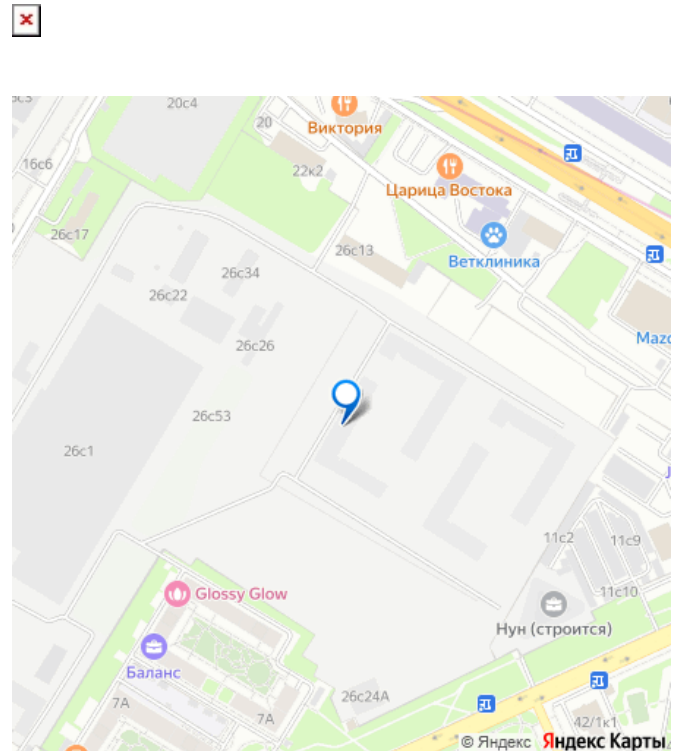 20с4
20
Виктория
22к2
16с6
Царица Востока
26с17
26с13
Ветклиника
26с34
26с22
Mazd
26с26
26с53
26с1
11с2
11с9
11с10
Glossy Glow
Нун (строится)
Баланс
26с24А
7А
7А
42/1к1
© Яндекс Яндекс Карты